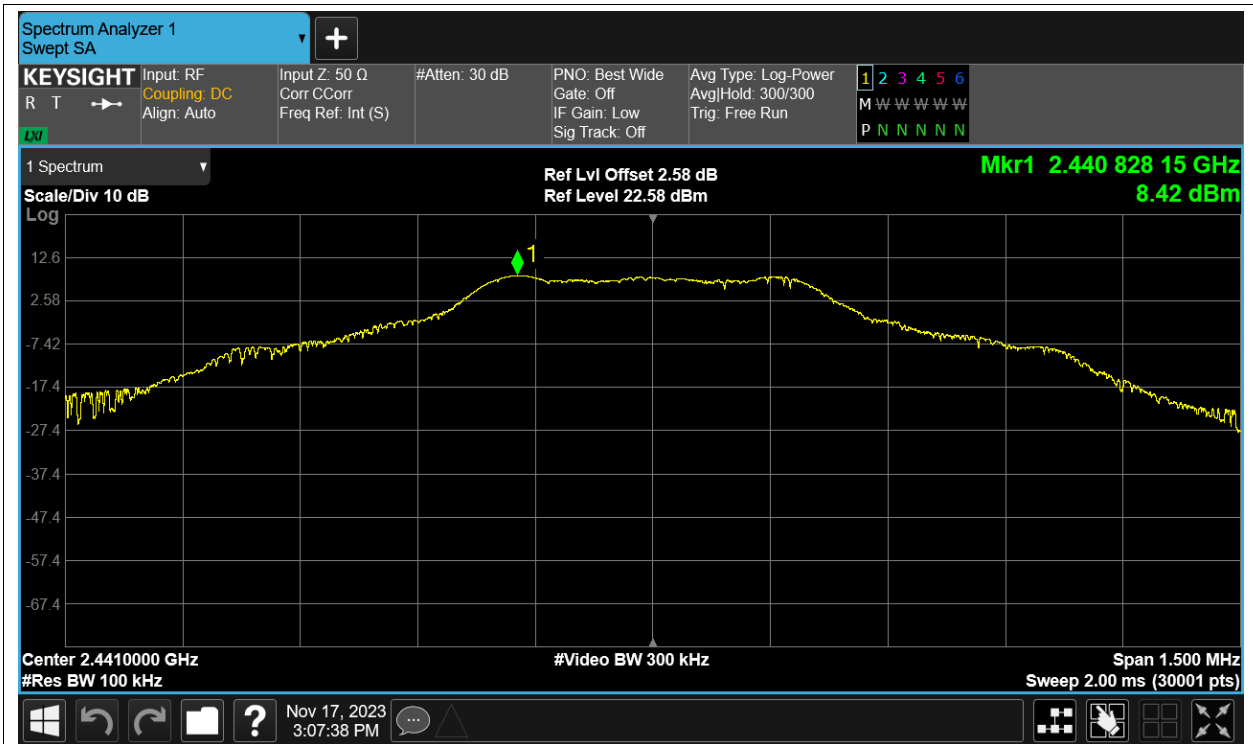 Spectrum Analyzer 1
Swept SA
KEYSIGHT
R T
LXI
Input: RF
Coupling: DC
Align: Auto
Input Z: 50 Ω
Corr CCorr
Freq Ref: Int (S)
#Atten: 30 dB
PNO: Best Wide
Gate: Off
IF Gain: Low
Sig Track: Off
Avg Type: Log-Power
Avg|Hold: 300/300
Trig: Free Run
1 2 3 4 5 6
M W W W W W
P N N N N N
1 Spectrum
Scale/Div 10 dB
Log
Ref Lvl Offset 2.58 dB
Ref Level 22.58 dBm
Mkr1 2.440 828 15 GHz
8.42 dBm
1
12.6
2.58
-7.42
-17.4
-27.4
-37.4
-47.4
-57.4
-67.4
Center 2.4410000 GHz
#Video BW 300 kHz
Span 1.500 MHz
#Res BW 100 kHz
Sweep 2.00 ms (30001 pts)
?
Nov 17, 2023
3:07:38 PM